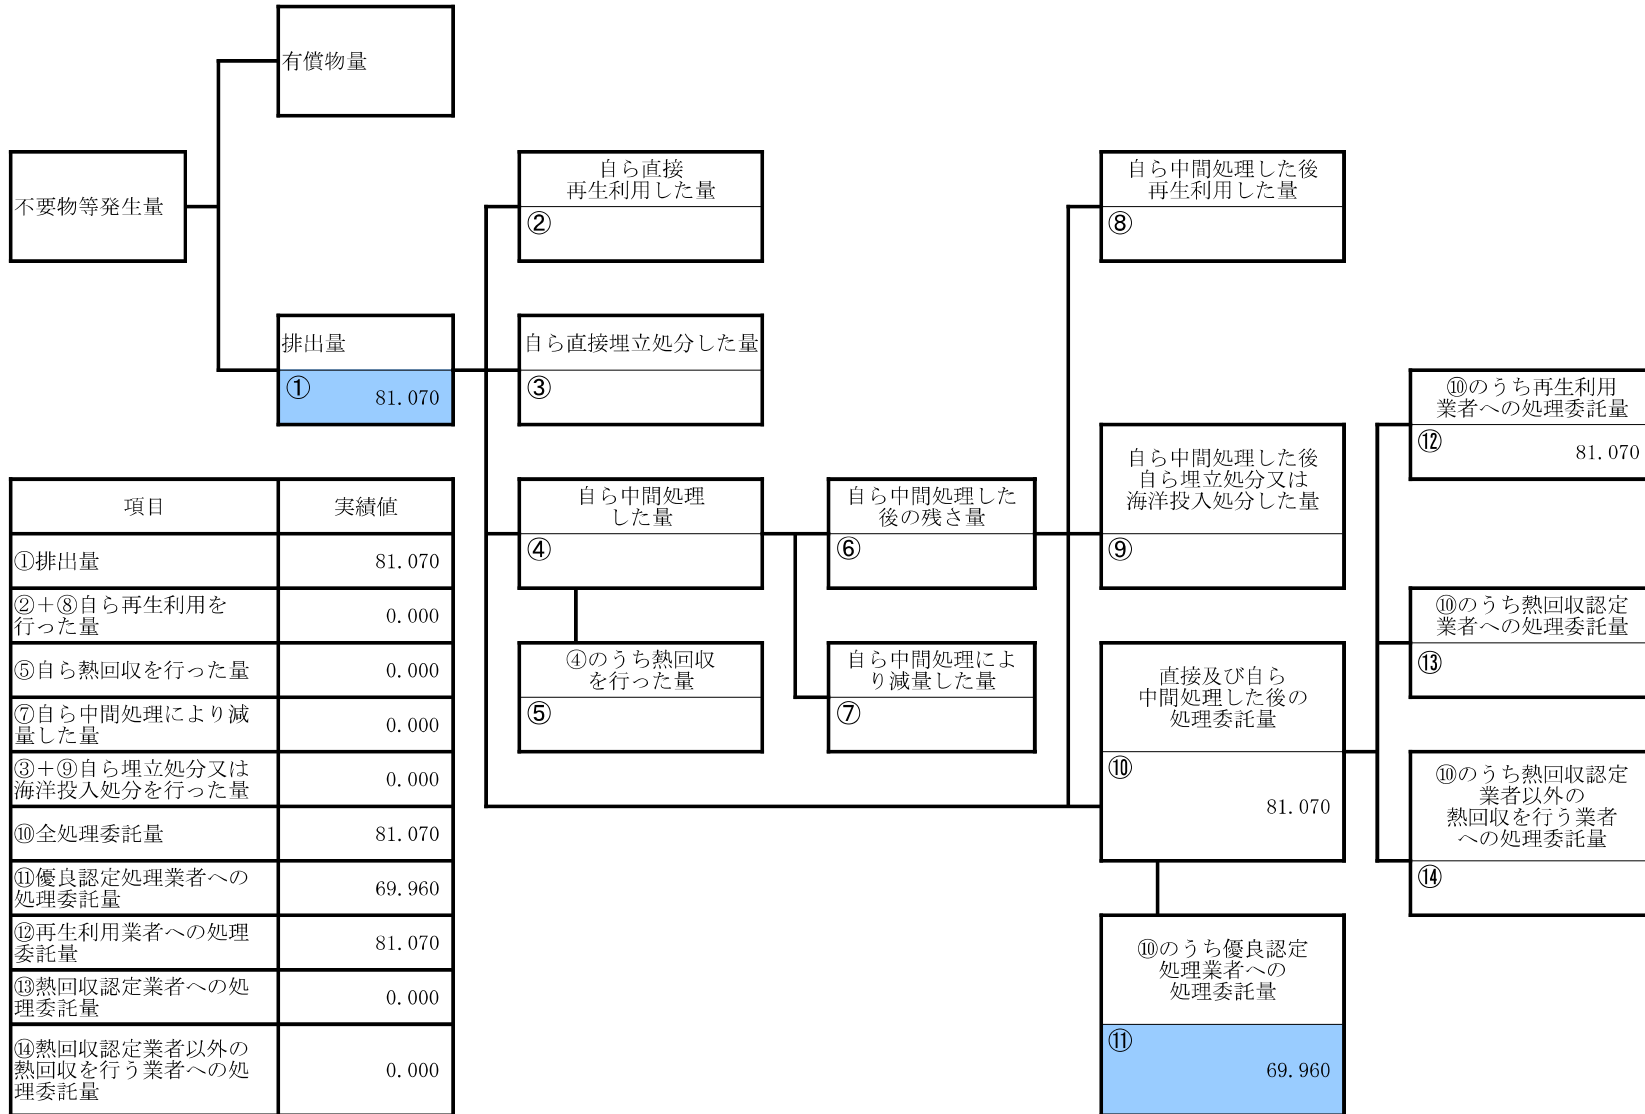 有償物量
不要物等発生量
自ら直接
再生利用した量
②
自ら中間処理した後
再生利用した量
⑧
排出量
① 81.070
自ら直接埋立処分した量
③
⑩のうち再生利用
業者への処理委託量
⑫ 81.070
自ら中間処理
した量
④
自ら中間処理した
後の残さ量
⑥
自ら中間処理した後
自ら埋立処分又は
海洋投入処分した量
⑨
④のうち熱回収
を行った量
⑤
自ら中間処理によ
り減量した量
⑦
直接及び自ら
中間処理した後の
処理委託量
⑩
81.070
⑩のうち熱回収認定
業者への処理委託量
⑬
⑩のうち熱回収認定
業者以外の
熱回収を行う業者
への処理委託量
⑭
⑩のうち優良認定
処理業者への
処理委託量
⑪
69.960
項目 実績値
①排出量 81.070
②＋⑧自ら再生利用を
行った量 0.000
⑤自ら熱回収を行った量 0.000
⑦自ら中間処理により減
量した量 0.000
③＋⑨自ら埋立処分又は
海洋投入処分を行った量 0.000
⑩全処理委託量 81.070
⑪優良認定処理業者への
処理委託量 69.960
⑫再生利用業者への処理
委託量 81.070
⑬熱回収認定業者への処
理委託量 0.000
⑭熱回収認定業者以外の
熱回収を行う業者への処
理委託量 0.000